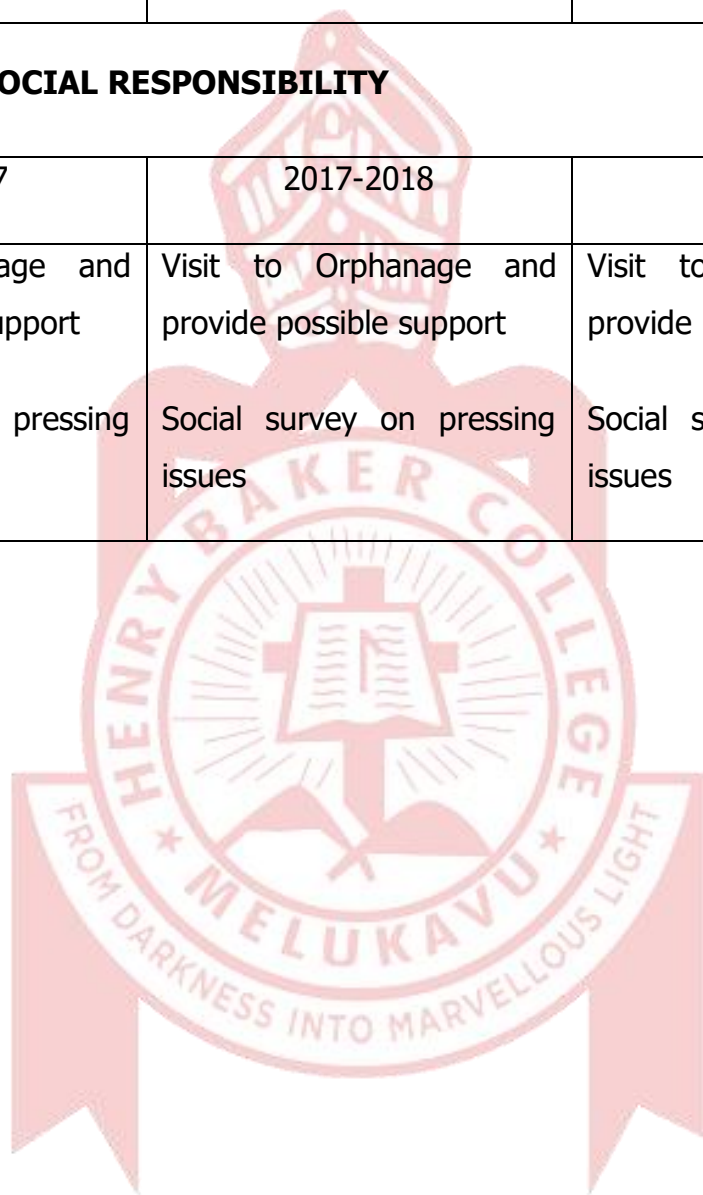 OCIAL RESPONSIBILITY
7 2017-2018
age and Visit to Orphanage and Visit to
upport provide possible support provide
pressing Social survey on pressing Social s
issues issues
HENRY BAKER COLLEGE
★ MELUKAVU ★
FROM DARKNESS INTO MARVELLOUS LIGHT